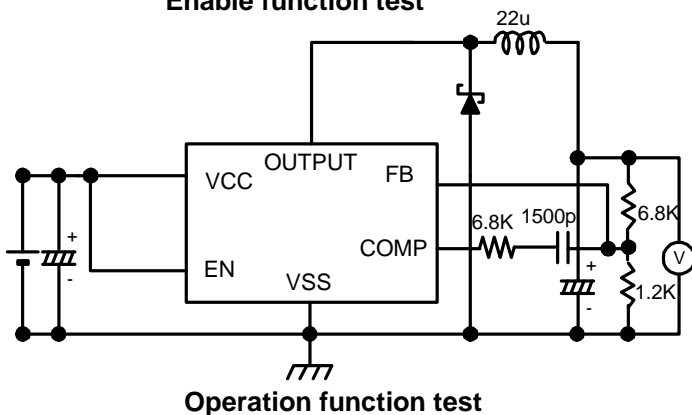 Enable function test
22u
OUTPUT
VCC
FB
6.8K
1500p
6.8K
COMP
+
+
V
EN
VSS
-
-
1.2K
Operation function test